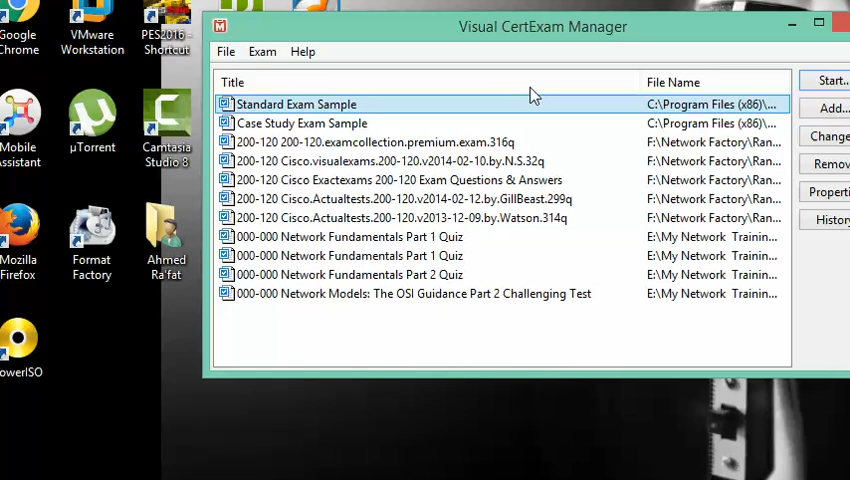 Google
Chrome
VMware
Workstation
PES2016 -
Shortcut
Mobile
Assistant
µTorrent
Camtasia
Studio 8
Mozilla
Firefox
Format
Factory
Ahmed
Ra'fat
owerISO
Visual CertExam Manager
File Exam Help
Title File Name
Standard Exam Sample C:\Program Files (x86)\...
Case Study Exam Sample C:\Program Files (x86)\...
200-120 200-120.examcollection.premium.exam.316q F:\Network Factory\Ran...
200-120 Cisco.visualexams.200-120.v2014-02-10.by.N.S.32q F:\Network Factory\Ran...
200-120 Cisco Exactexams 200-120 Exam Questions & Answers F:\Network Factory\Ran...
200-120 Cisco.Actualtests.200-120.v2014-02-12.by.GillBeast.299q F:\Network Factory\Ran...
200-120 Cisco.Actualtests.200-120.v2013-12-09.by.Watson.314q F:\Network Factory\Ran...
000-000 Network Fundamentals Part 1 Quiz E:\My Network Trainin...
000-000 Network Fundamentals Part 1 Quiz E:\My Network Trainin...
000-000 Network Fundamentals Part 2 Quiz E:\My Network Trainin...
000-000 Network Models: The OSI Guidance Part 2 Challenging Test E:\My Network Trainin...
Start...
Add...
Change
Remov
Properti
History